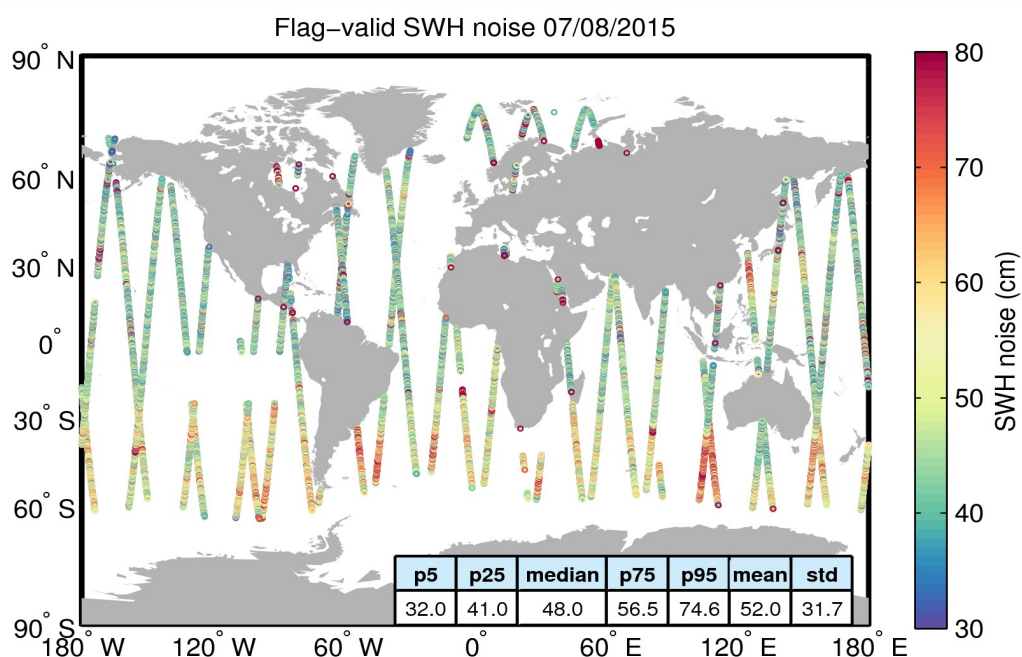 Flag−valid SWH noise 07/08/2015
90° N
60° N
30° N
0°
30° S
60° S
90° S
180° W
120° W
60° W
0°
60° E
120° E
180° E
p5 p25 median p75 p95 mean std
32.0 41.0 48.0 56.5 74.6 52.0 31.7
80
70
60
50
40
30
SWH noise (cm)